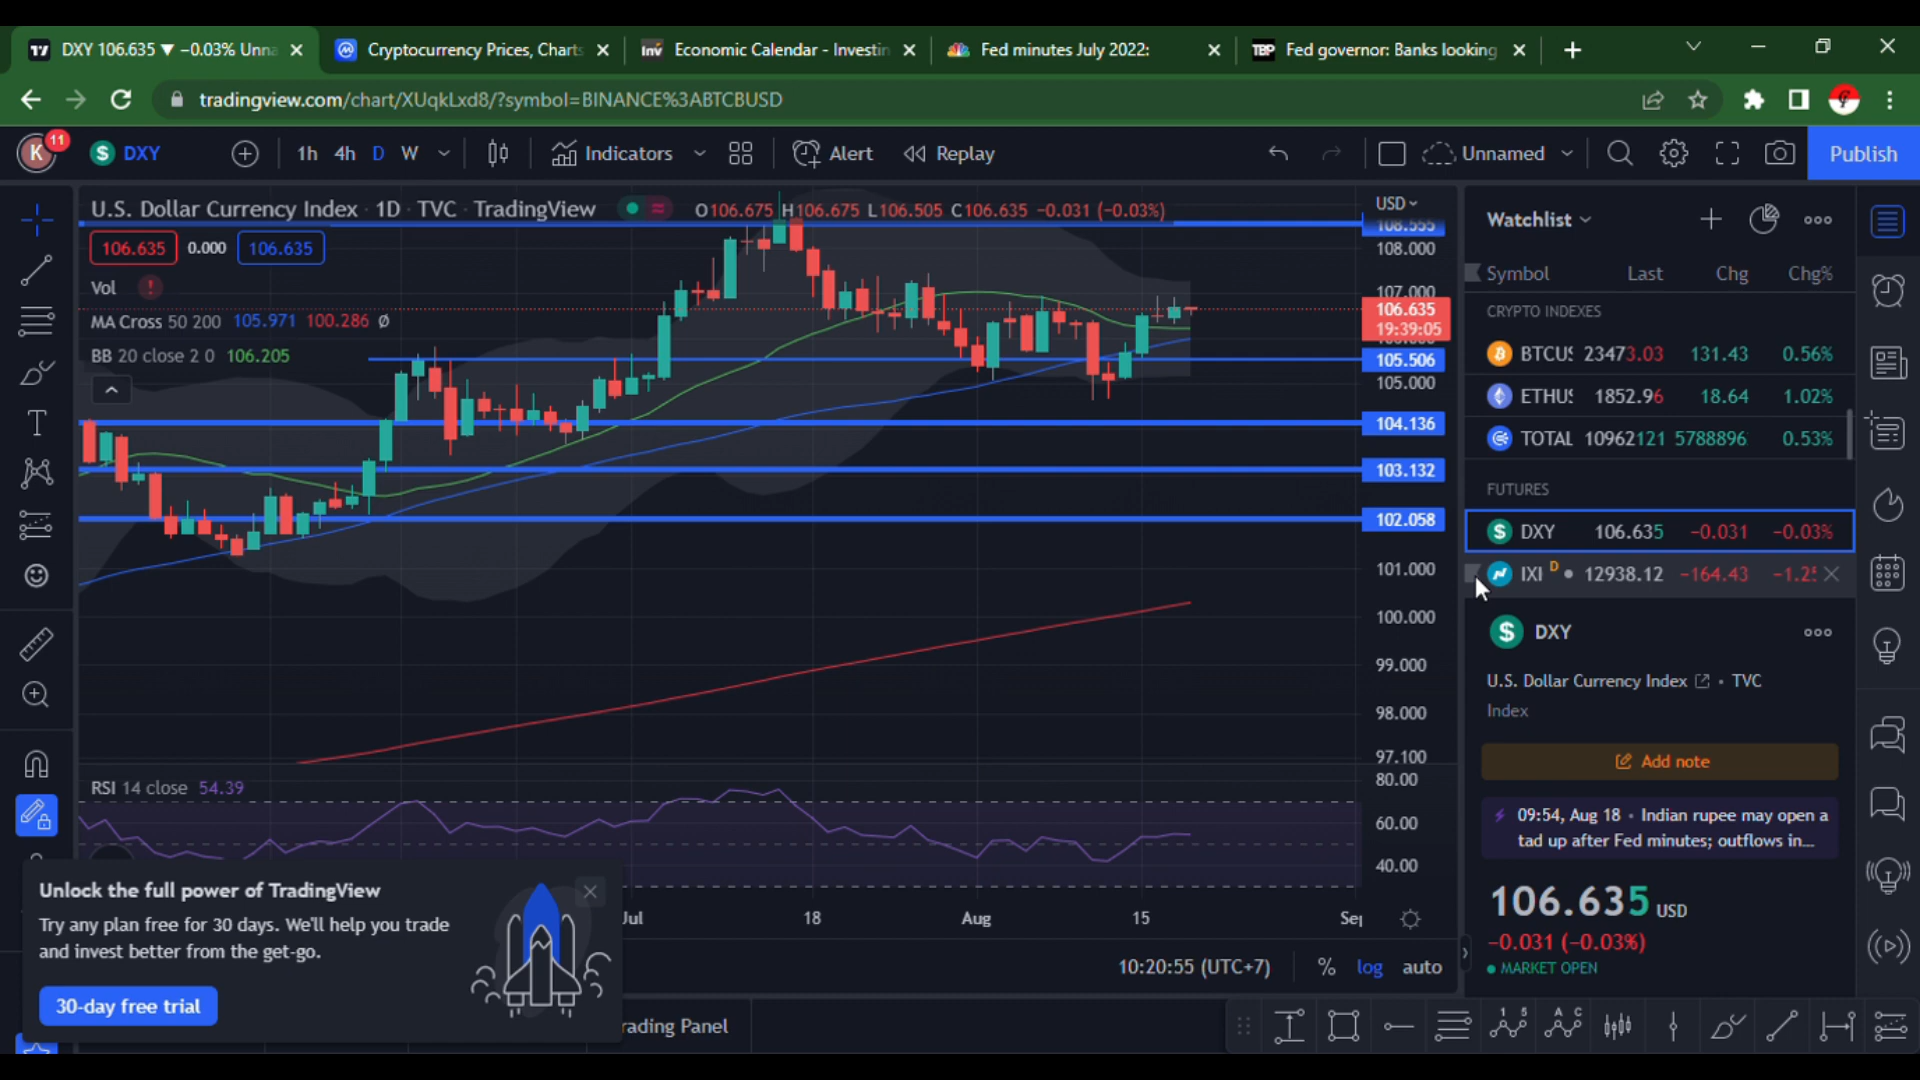 DXY 106.635 ▼ −0.03% Unna
Cryptocurrency Prices, Charts
Inv Economic Calendar - Investin
Fed minutes July 2022:
TBP Fed governor: Banks looking
tradingview.com/chart/XUqkLxd8/?symbol=BINANCE%3ABTCBUSD
K 11 DXY 1h 4h D W Indicators Alert Replay Unnamed Publish
U.S. Dollar Currency Index · 1D · TVC · TradingView O106.675 H106.675 L106.505 C106.635 −0.031 (−0.03%)
106.635 0.000 106.635
Vol
MA Cross 50 200 105.971 100.286 Ø
BB 20 close 2 0 106.205
USD
108.555
108.000
107.000
106.635
19:39:05
105.506
105.000
104.136
103.132
102.058
101.000
100.000
99.000
98.000
97.100
RSI 14 close 54.39
80.00
60.00
40.00
Jul 18 Aug 15 Sep
10:20:55 (UTC+7) % log auto
rading Panel
Unlock the full power of TradingView
Try any plan free for 30 days. We'll help you trade
and invest better from the get-go.
30-day free trial
Watchlist
Symbol Last Chg Chg%
CRYPTO INDEXES
BTCUS 23473.03 131.43 0.56%
ETHUS 1852.96 18.64 1.02%
TOTAL 10962121 5788896 0.53%
FUTURES
DXY 106.635 −0.031 −0.03%
IXI D 12938.12 −164.43 −1.25
DXY
U.S. Dollar Currency Index • TVC
Index
Add note
09:54, Aug 18 · Indian rupee may open a
tad up after Fed minutes; outflows in...
106.635 USD
−0.031 (−0.03%)
MARKET OPEN